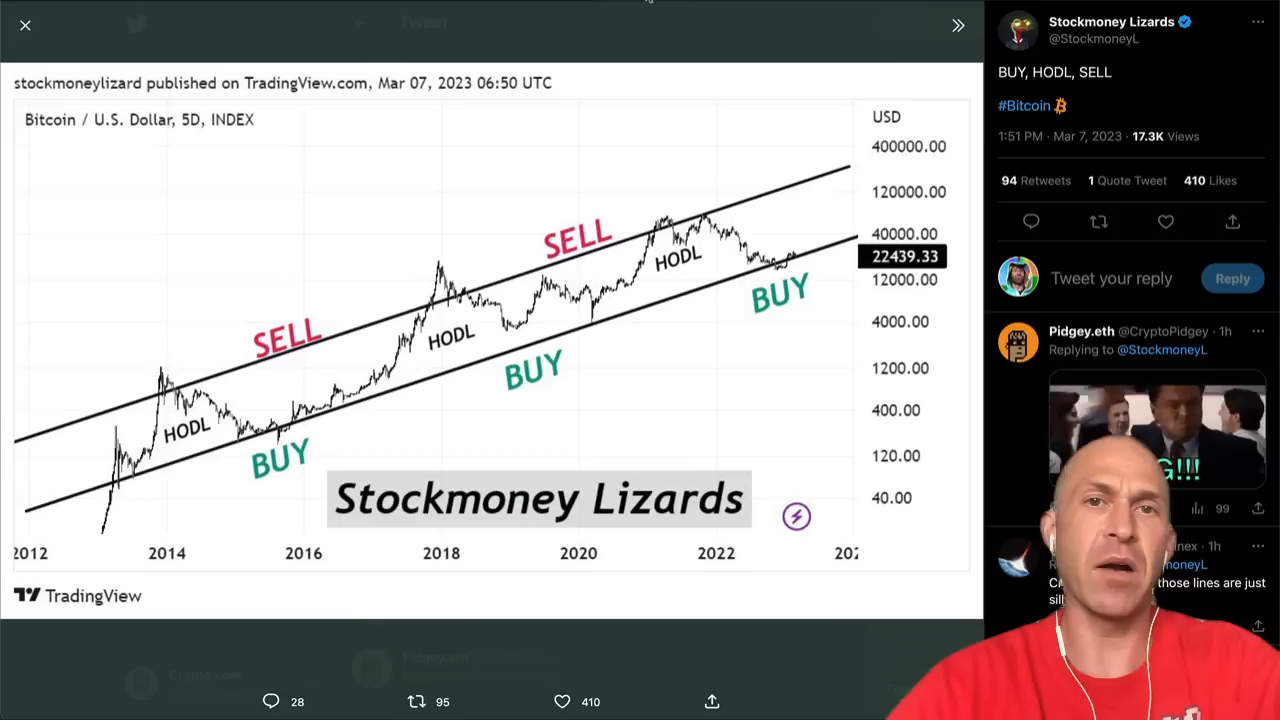 Tweet
stockmoneylizard published on TradingView.com, Mar 07, 2023 06:50 UTC
Bitcoin / U.S. Dollar, 5D, INDEX
USD
400000.00
120000.00
40000.00
22439.33
12000.00
4000.00
1200.00
400.00
120.00
40.00
SELL
SELL
HODL
HODL
HODL
BUY
BUY
BUY
Stockmoney Lizards
2012 2014 2016 2018 2020 2022
TradingView
Crypto Love
Pidgey.eth
28 95 410
Stockmoney Lizards
@StockmoneyL
BUY, HODL, SELL
#Bitcoin
1:51 PM · Mar 7, 2023 · 17.3K Views
94 Retweets 1 Quote Tweet 410 Likes
Tweet your reply
Reply
Pidgey.eth @CryptoPidgey · 1h
Replying to @StockmoneyL
G!!!
99
· 1h
those lines are just